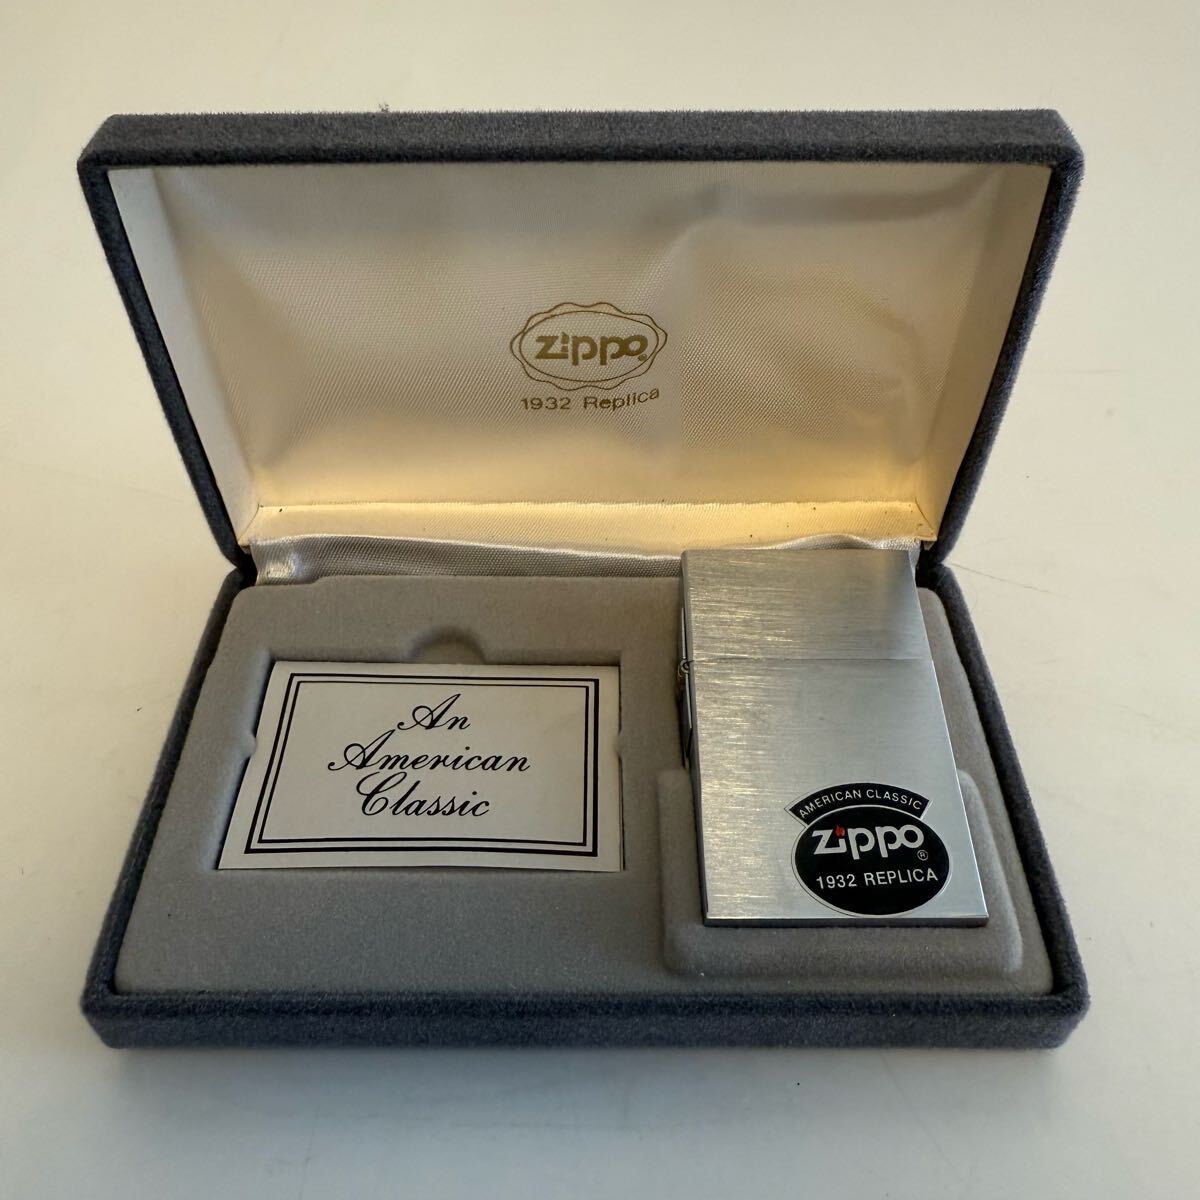 Zippo®
1932 Replica
An
American
Classic
AMERICAN CLASSIC
Zippo®
1932 REPLICA